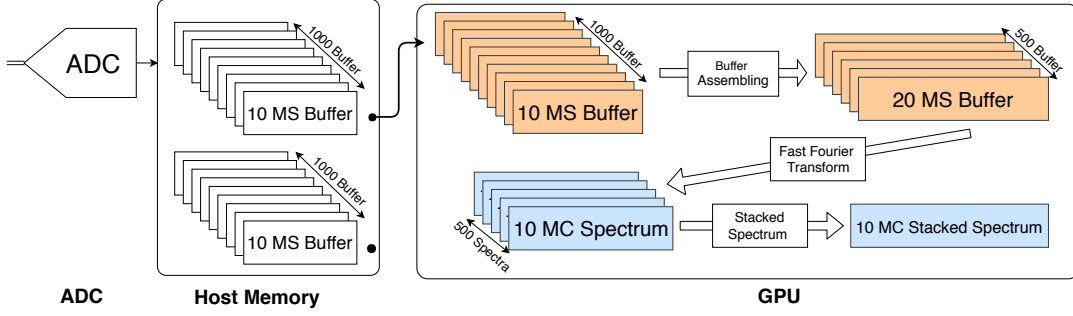 ADC
1000 Buffer
10 MS Buffer
1000 Buffer
10 MS Buffer
1000 Buffer
10 MS Buffer
Buffer
Assembling
500 Buffer
20 MS Buffer
Fast Fourier
Transform
10 MC Spectrum
500 Spectra
Stacked
Spectrum
10 MC Stacked Spectrum
ADC
Host Memory
GPU